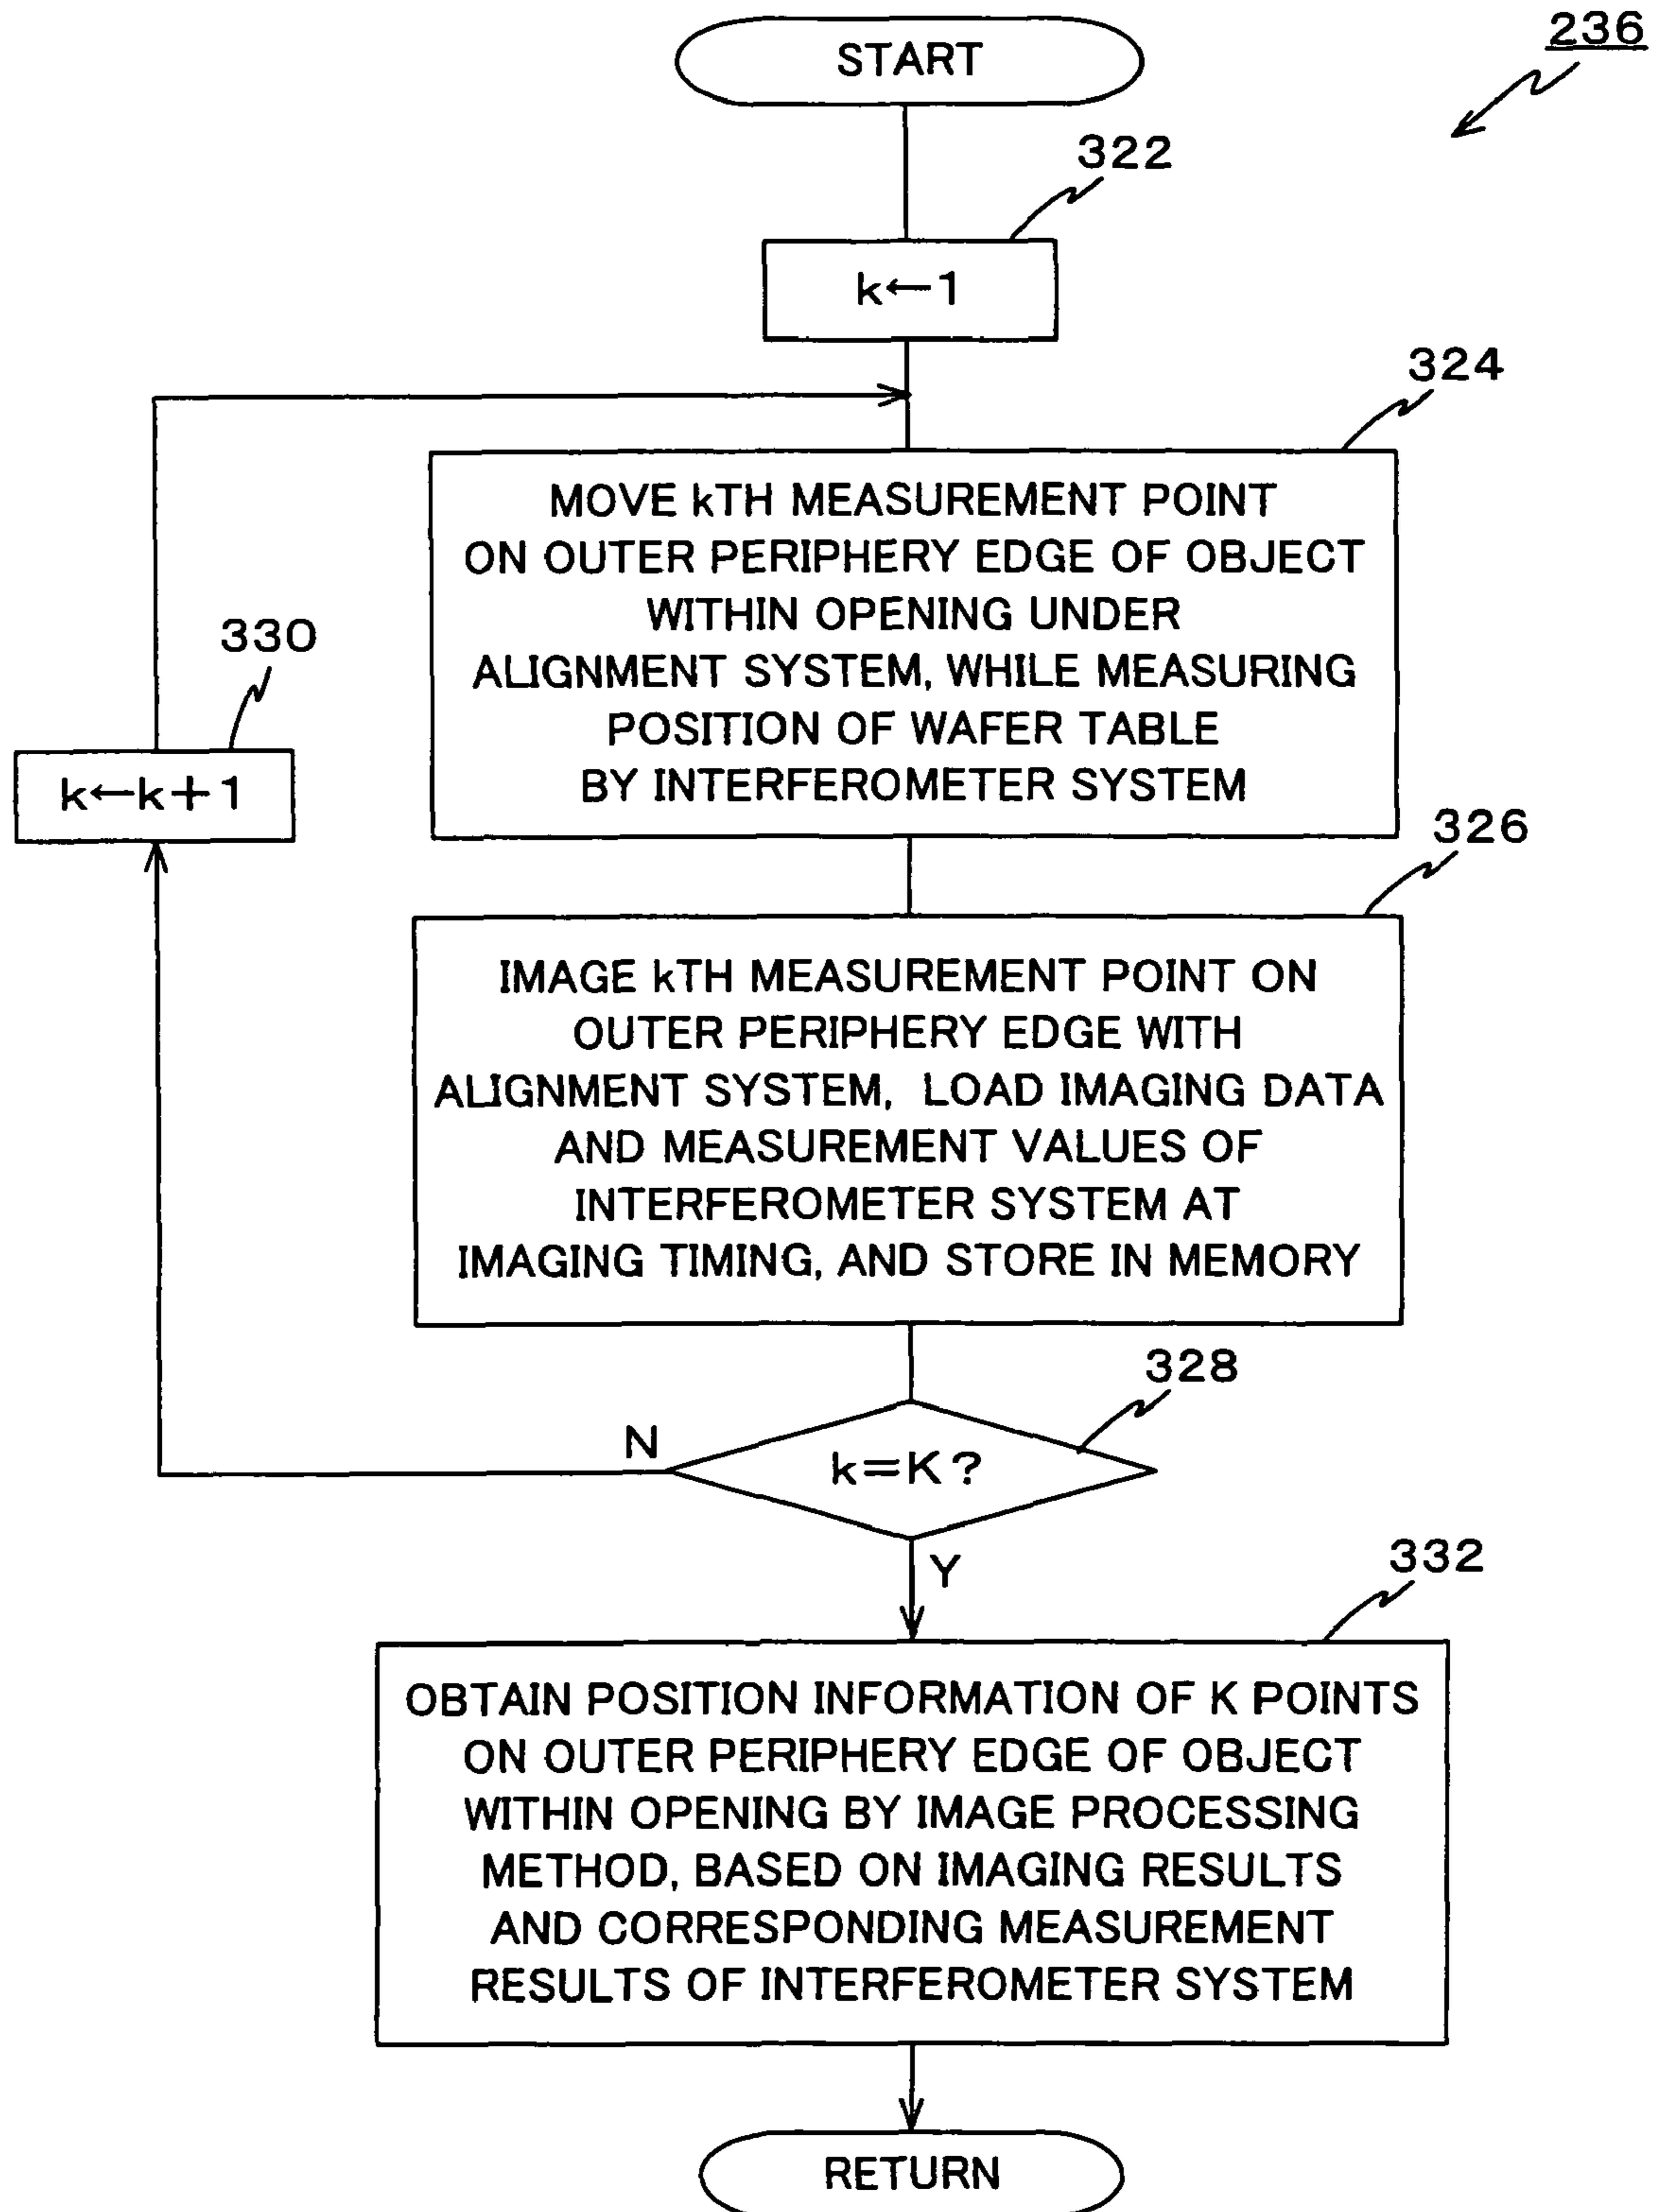 236
START
322
k←1
324
MOVE kTH MEASUREMENT POINT
ON OUTER PERIPHERY EDGE OF OBJECT
WITHIN OPENING UNDER
ALIGNMENT SYSTEM, WHILE MEASURING
POSITION OF WAFER TABLE
BY INTERFEROMETER SYSTEM
330
k←k+1
326
IMAGE kTH MEASUREMENT POINT ON
OUTER PERIPHERY EDGE WITH
ALIGNMENT SYSTEM, LOAD IMAGING DATA
AND MEASUREMENT VALUES OF
INTERFEROMETER SYSTEM AT
IMAGING TIMING, AND STORE IN MEMORY
328
N
k=K?
Y
332
OBTAIN POSITION INFORMATION OF K POINTS
ON OUTER PERIPHERY EDGE OF OBJECT
WITHIN OPENING BY IMAGE PROCESSING
METHOD, BASED ON IMAGING RESULTS
AND CORRESPONDING MEASUREMENT
RESULTS OF INTERFEROMETER SYSTEM
RETURN